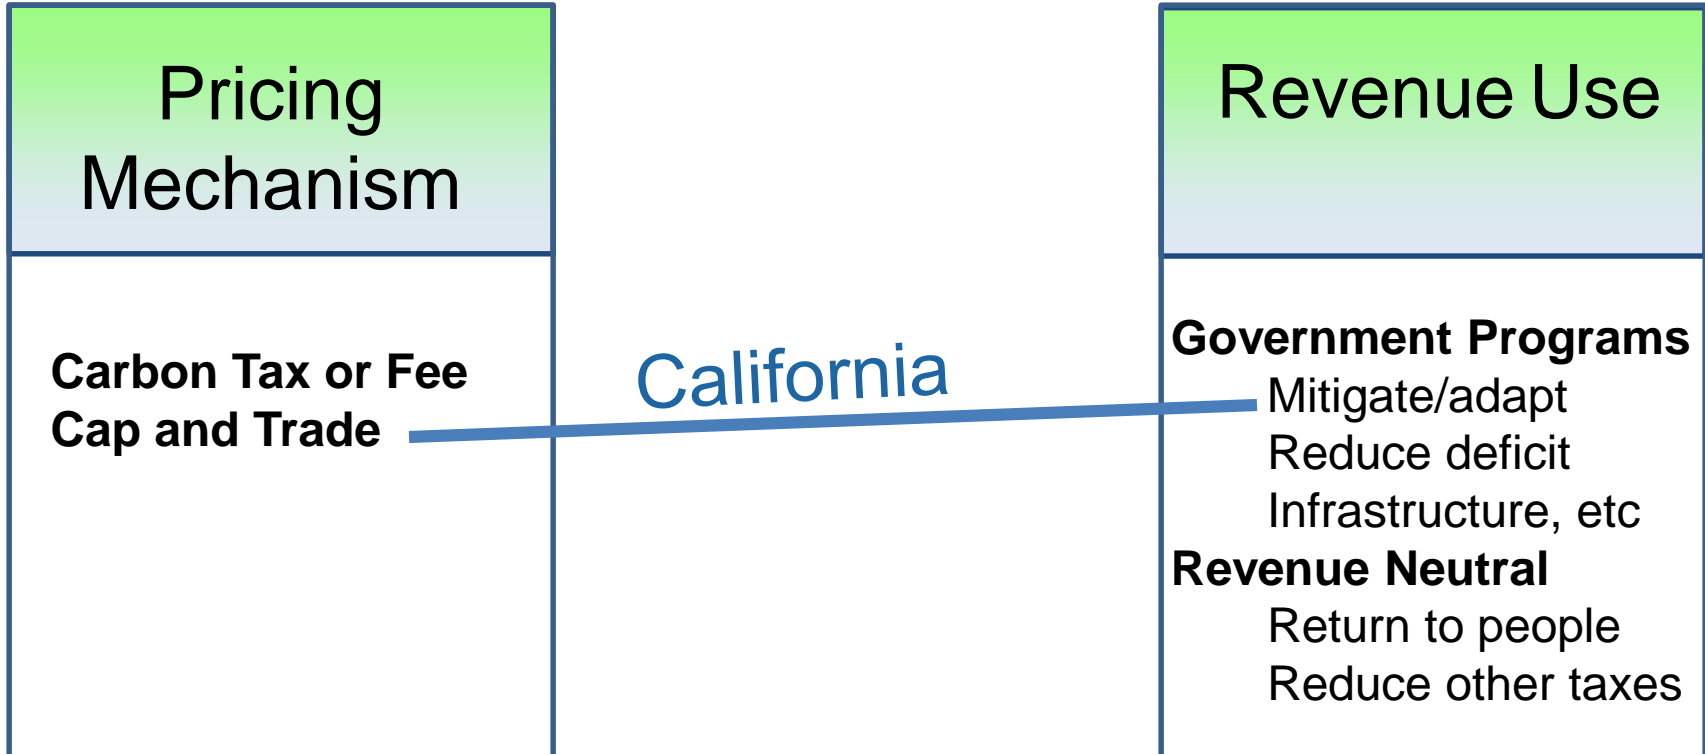 Pricing
Mechanism
Carbon Tax or Fee
Cap and Trade
California
Revenue Use
Government Programs
Mitigate/adapt
Reduce deficit
Infrastructure, etc
Revenue Neutral
Return to people
Reduce other taxes